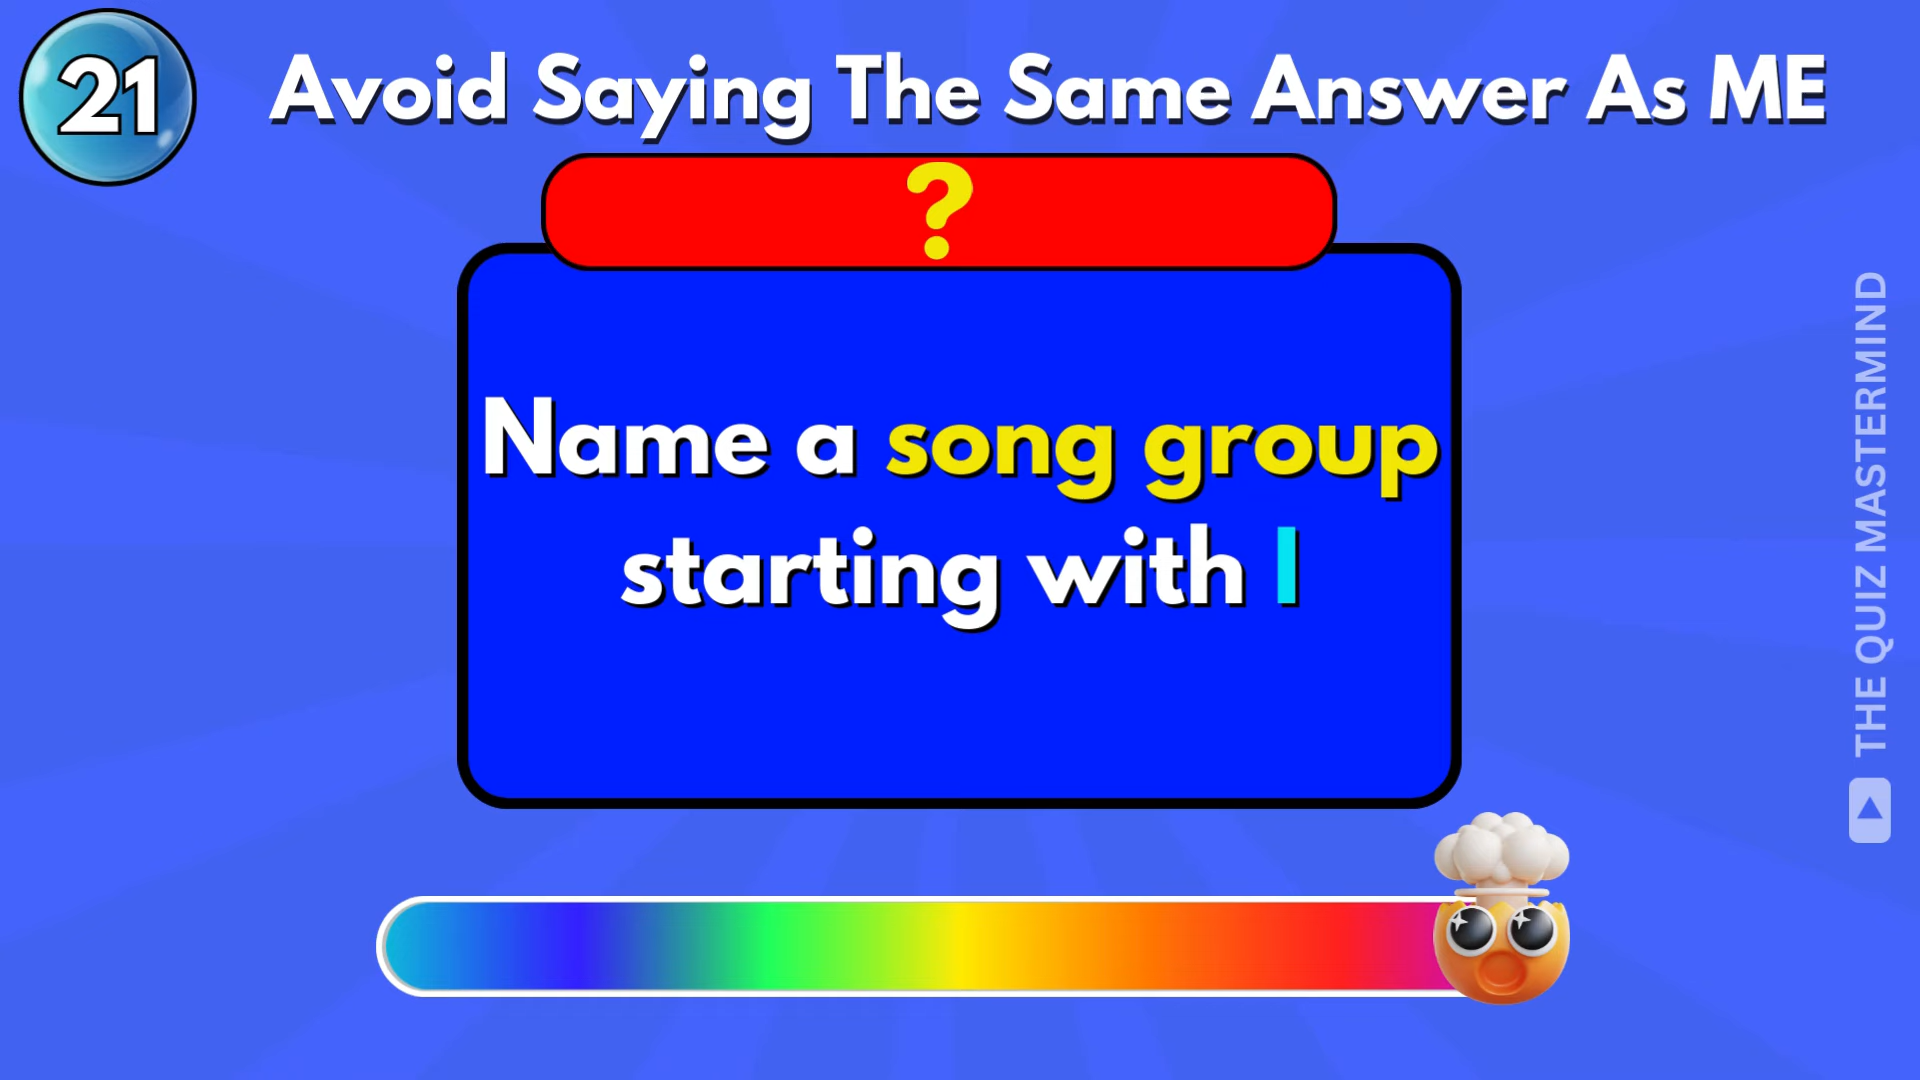 21
Avoid Saying The Same Answer As ME
?
Name a song group
starting with I
THE QUIZ MASTERMIND